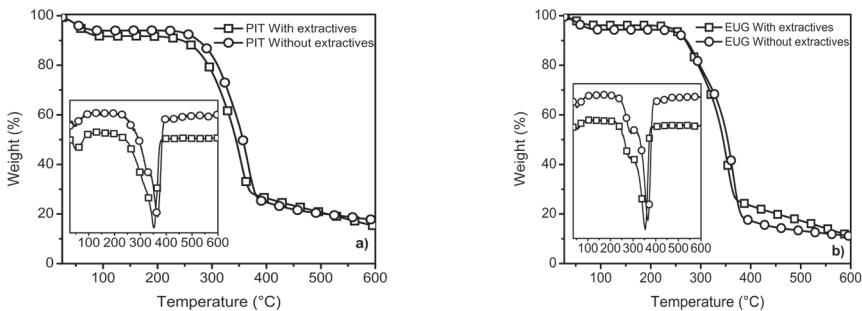 100
80
60
40
20
0
Weight (%)
PIT With extractives
PIT Without extractives
100 200 300 400 500 600
a)
100 200 300 400 500 600
Temperature (°C)
100
80
60
40
20
0
Weight (%)
EUG With extractives
EUG Without extractives
100 200 300 400 500 600
b)
100 200 300 400 500 600
Temperature (°C)